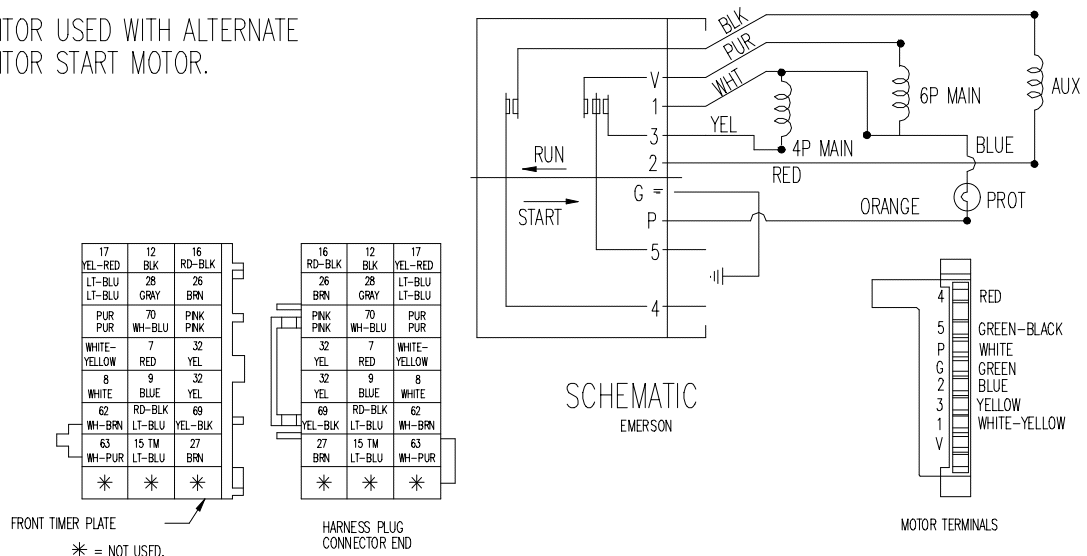 ITOR USED WITH ALTERNATE
ITOR START MOTOR.
BLK
PUR
WHT
YEL
V
1
3
2
G =
P
5
4
RUN
START
6P MAIN
AUX
4P MAIN
BLUE
RED
ORANGE
PROT
SCHEMATIC
EMERSON
17 12 16
YEL-RED BLK RD-BLK
LT-BLU 28 26
LT-BLU GRAY BRN
PUR 70 PINK
PUR WH-BLU PINK
WHITE- 7 32
YELLOW RED YEL
8 9 32
WHITE BLUE YEL
62 RD-BLK 69
WH-BRN LT-BLU YEL-BLK
63 15 TM 27
WH-PUR LT-BLU BRN
* * *
FRONT TIMER PLATE
* = NOT USED.
16 12 17
RD-BLK BLK YEL-RED
26 28 LT-BLU
BRN GRAY LT-BLU
PINK 70 PUR
PINK WH-BLU PUR
32 7 WHITE-
YEL RED YELLOW
32 9 8
YEL BLUE WHITE
69 RD-BLK 62
YEL-BLK LT-BLU WH-BRN
27 15 TM 63
BRN LT-BLU WH-PUR
* * *
HARNESS PLUG
CONNECTOR END
4 RED
5 GREEN-BLACK
P WHITE
G GREEN
2 BLUE
3 YELLOW
1 WHITE-YELLOW
V
MOTOR TERMINALS